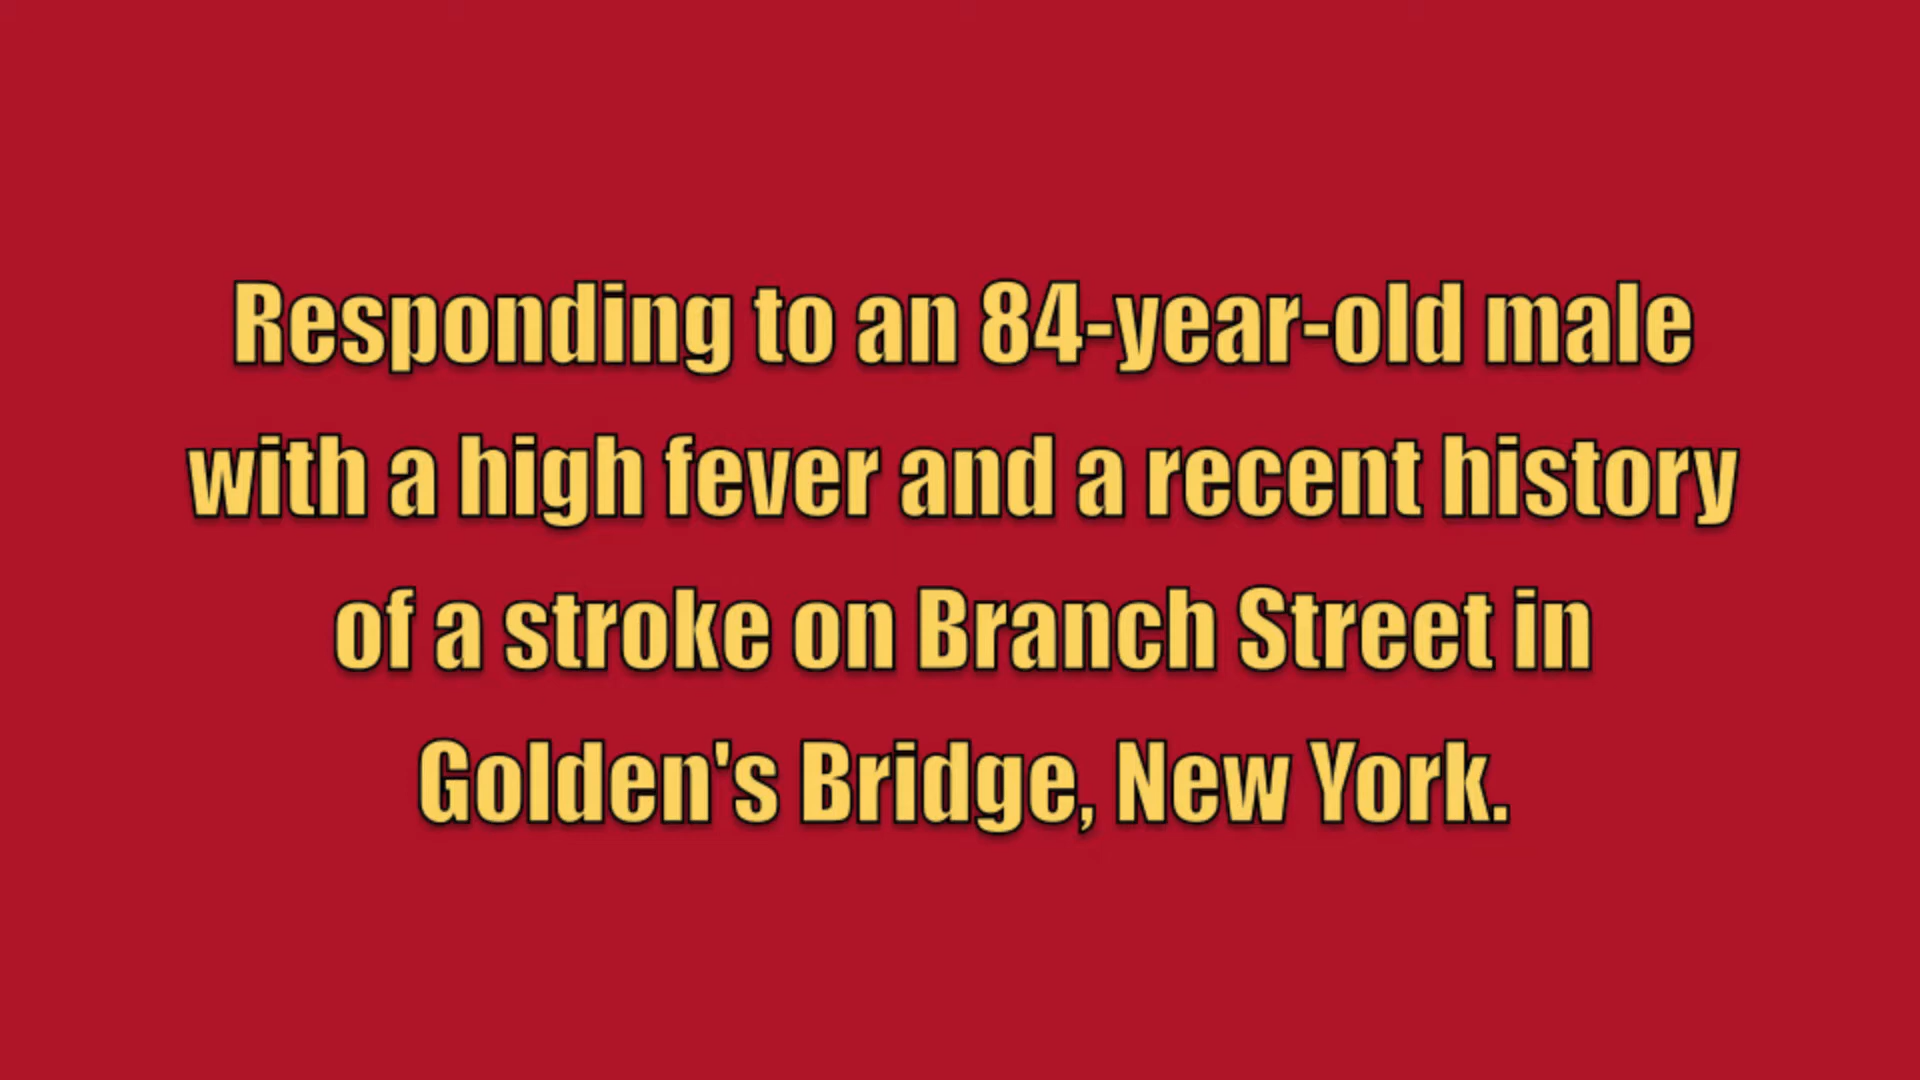 Responding to an 84-year-old male
with a high fever and a recent history
of a stroke on Branch Street in
Golden's Bridge, New York.